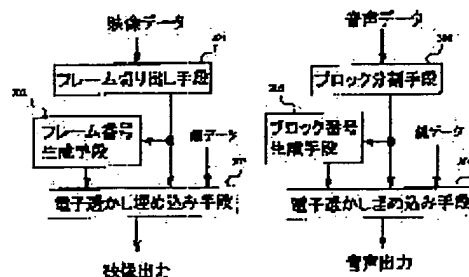 映像データ
フレーム切り出し手段
フレーム番号
生成手段
鍵データ
電子透かし埋め込み手段
映像出力
音声データ
ブロック分割手段
ブロック番号
生成手段
鍵データ
電子透かし埋め込み手段
音声出力